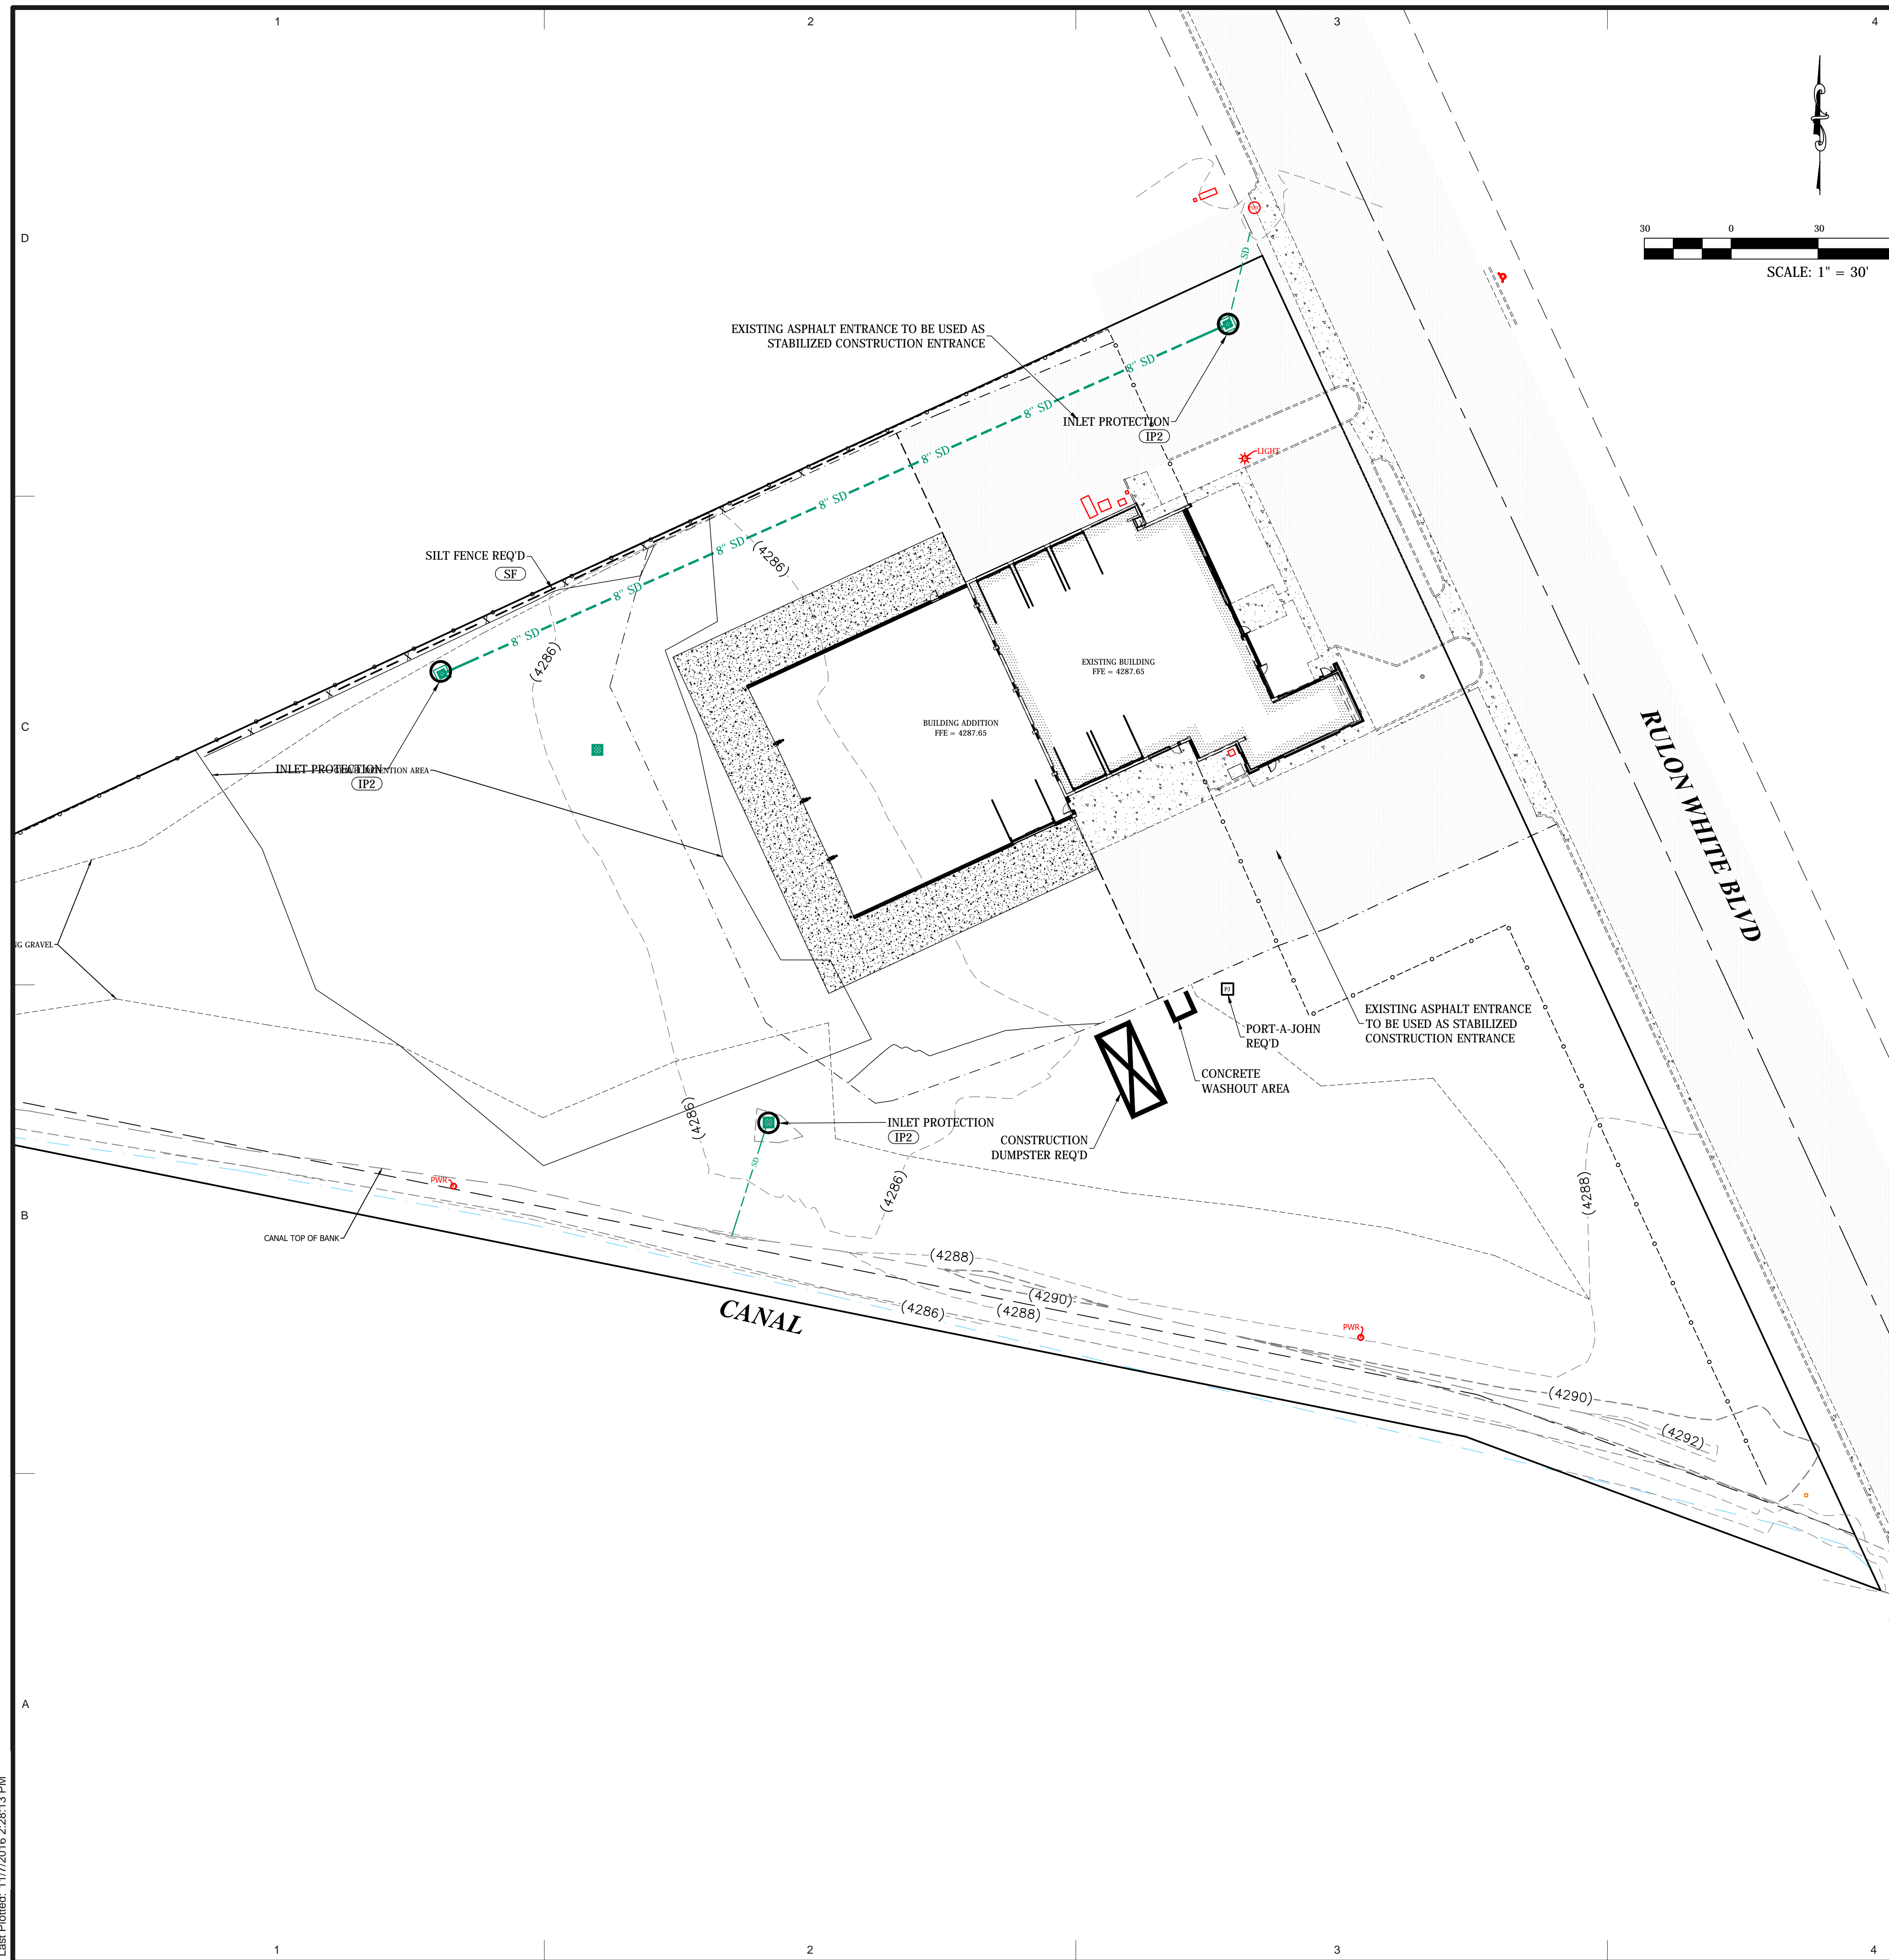 1
2
3
4
D
30
0
30
SCALE: 1" = 30'
SD
EXISTING ASPHALT ENTRANCE TO BE USED AS
STABILIZED CONSTRUCTION ENTRANCE
8" SD
8" SD
INLET PROTECTION
IP2
LIGHT
8" SD
8" SD
8" SD
8" SD
8" SD
SILT FENCE REQ'D
SF
X
X
X
X
X
X
X
X
X
(4286)
(4286)
EXISTING BUILDING
FFE = 4287.65
BUILDING ADDITION
FFE = 4287.65
C
INLET PROTECTION
IP2
RULON WHITE BLVD
NG GRAVEL
PJ
PORT-A-JOHN
REQ'D
EXISTING ASPHALT ENTRANCE
TO BE USED AS STABILIZED
CONSTRUCTION ENTRANCE
CONCRETE
WASHOUT AREA
(4286)
INLET PROTECTION
IP2
CONSTRUCTION
DUMPSTER REQ'D
SD
PWR
(4286)
(4288)
B
CANAL TOP OF BANK
(4288)
(4290)
(4286)
(4288)
CANAL
PWR
(4290)
(4292)
A
Last Plotted: 11/7/2016 2:28:13 PM
1
2
3
4